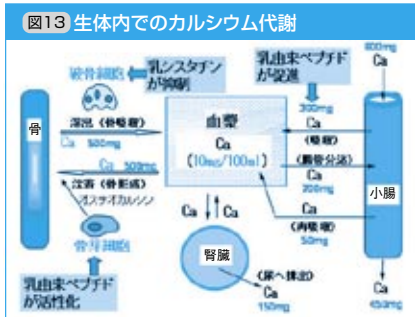 図13 生体内でのカルシウム代謝
破骨細胞
乳シスタチン
が抑制
乳由来ペプチド
が促進
800mg
Ca
骨
溶出(骨吸収)
Ca 500mg
Ca 500mg
沈着(骨形成)
オステオカルシン
骨芽細胞
乳由来ペプチド
が活性化
血漿
Ca
(10mg/100ml)
300mg
Ca
(吸収)
(腸管分泌)
Ca
200mg
Ca
(再吸収)
50mg
小腸
Ca
Ca
腎臓
(尿へ排出)
Ca
150mg
Ca
650mg